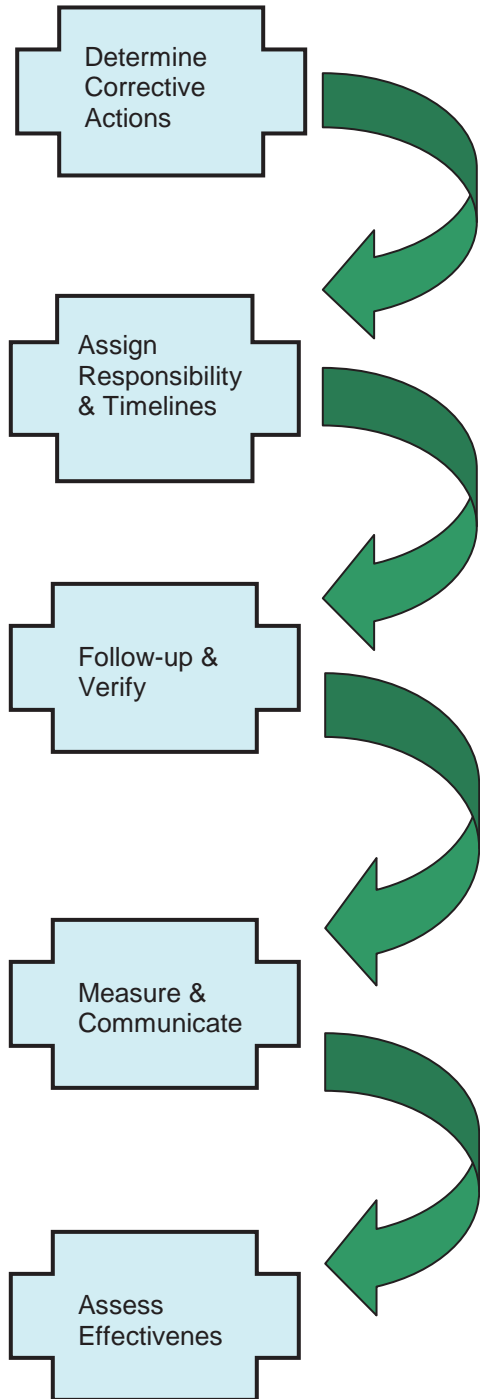 Determine
Corrective
Actions
Assign
Responsibility
& Timelines
Follow-up &
Verify
Measure &
Communicate
Assess
Effectivenes